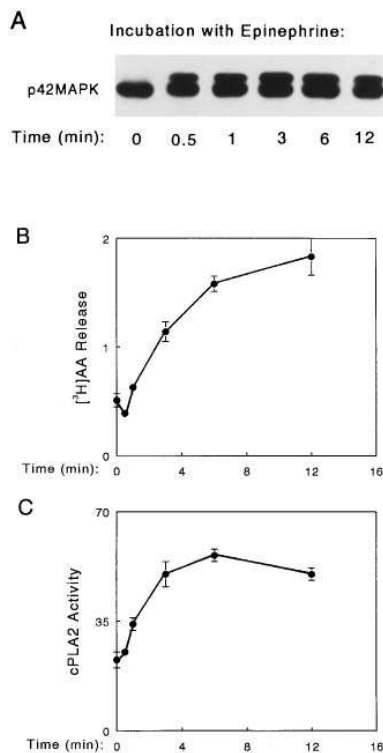 A
Incubation with Epinephrine:
p42MAPK
Time (min): 0 0.5 1 3 6 12
B
2
1
0
[³H]AA Release
Time (min): 0 4 8 12 16
C
70
35
0
cPLA2 Activity
Time (min): 0 4 8 12 16